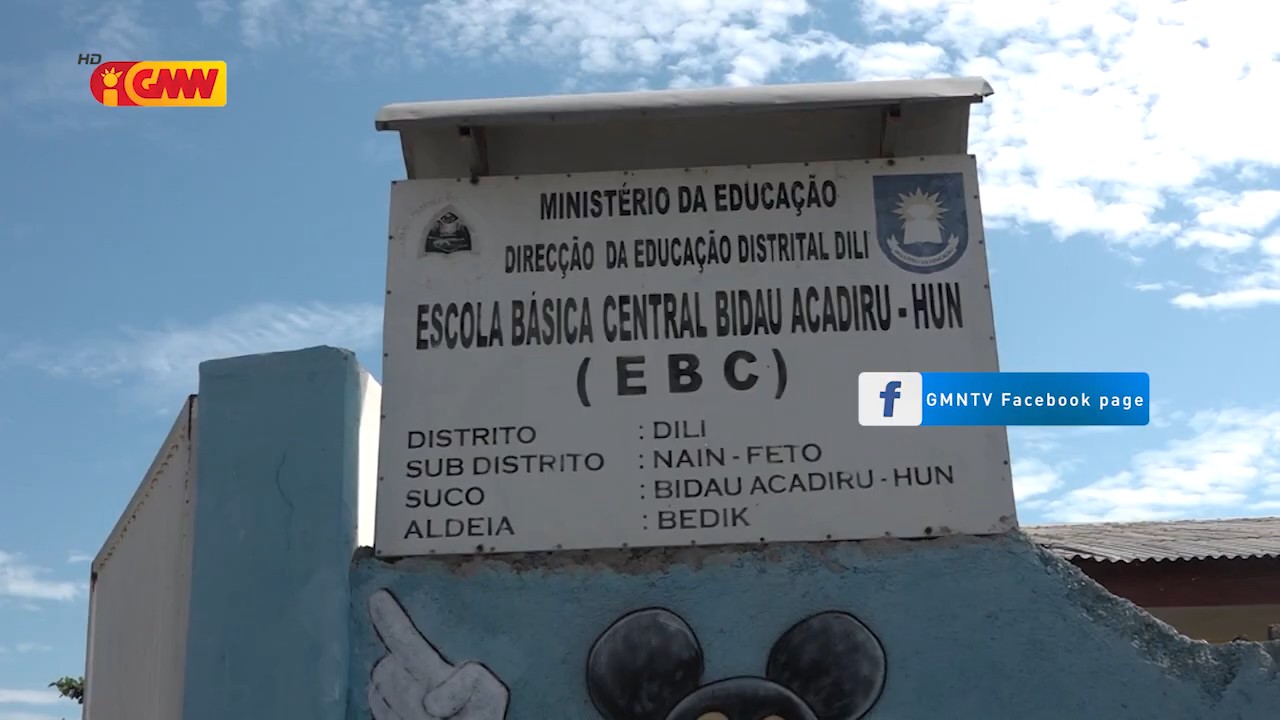 HD
GMN
MINISTÉRIO DA EDUCAÇÃO
DIRECÇÃO DA EDUCAÇÃO DISTRITAL DILI
ESCOLA BÁSICA CENTRAL BIDAU ACADIRU - HUN
( E B C )
GMNTV Facebook page
DISTRITO : DILI
SUB DISTRITO : NAIN - FETO
SUCO : BIDAU ACADIRU - HUN
ALDEIA : BEDIK